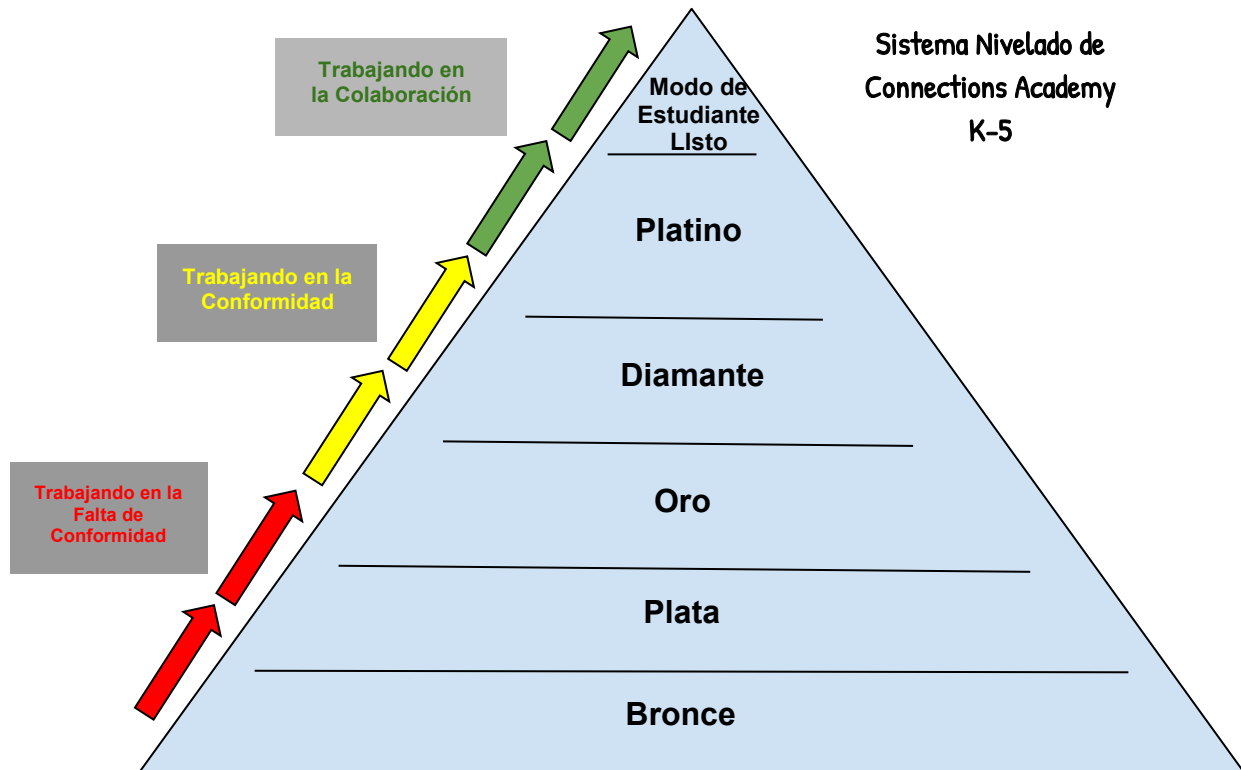 Sistema Nivelado de
Connections Academy
K-5
Trabajando en
la Colaboración
Modo de
Estudiante
LIsto
Platino
Trabajando en la
Conformidad
Diamante
Trabajando en la
Falta de
Conformidad
Oro
Plata
Bronce